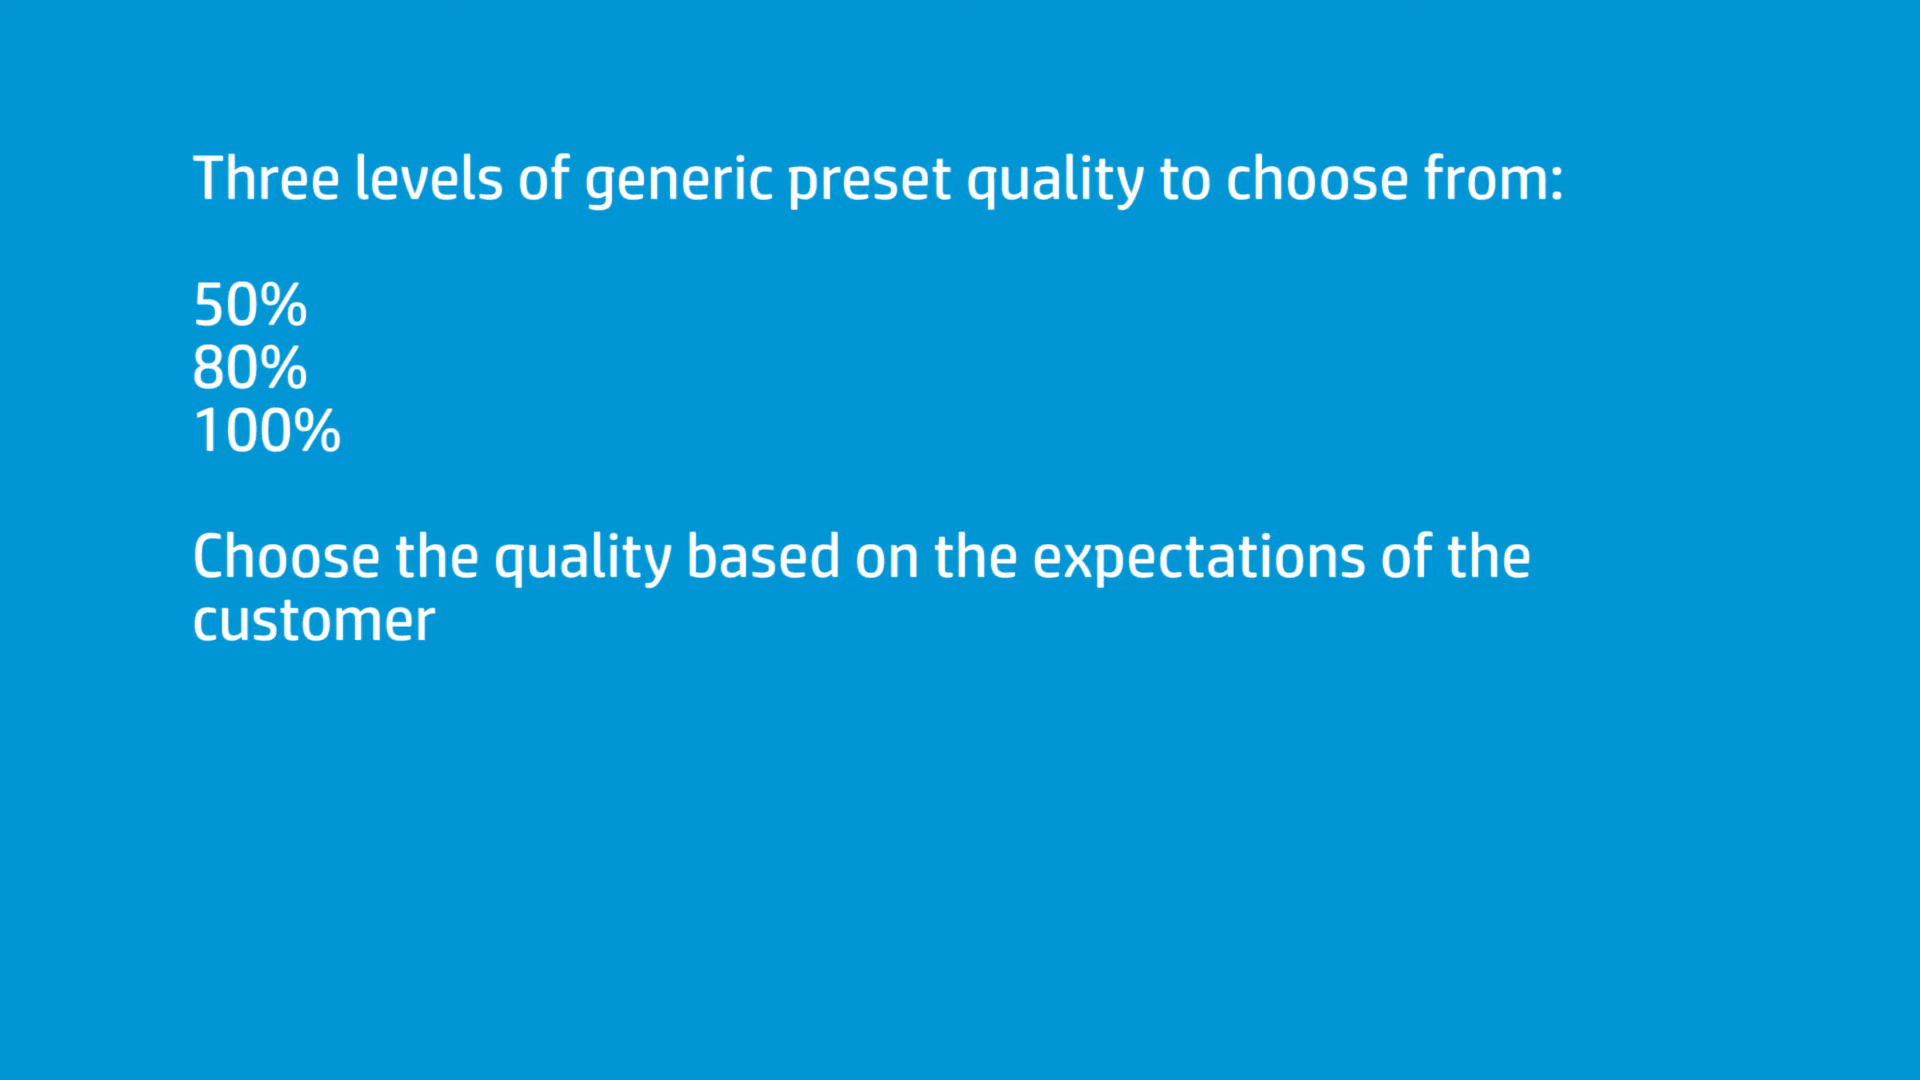 Three levels of generic preset quality to choose from:
50%
80%
100%
Choose the quality based on the expectations of the
customer